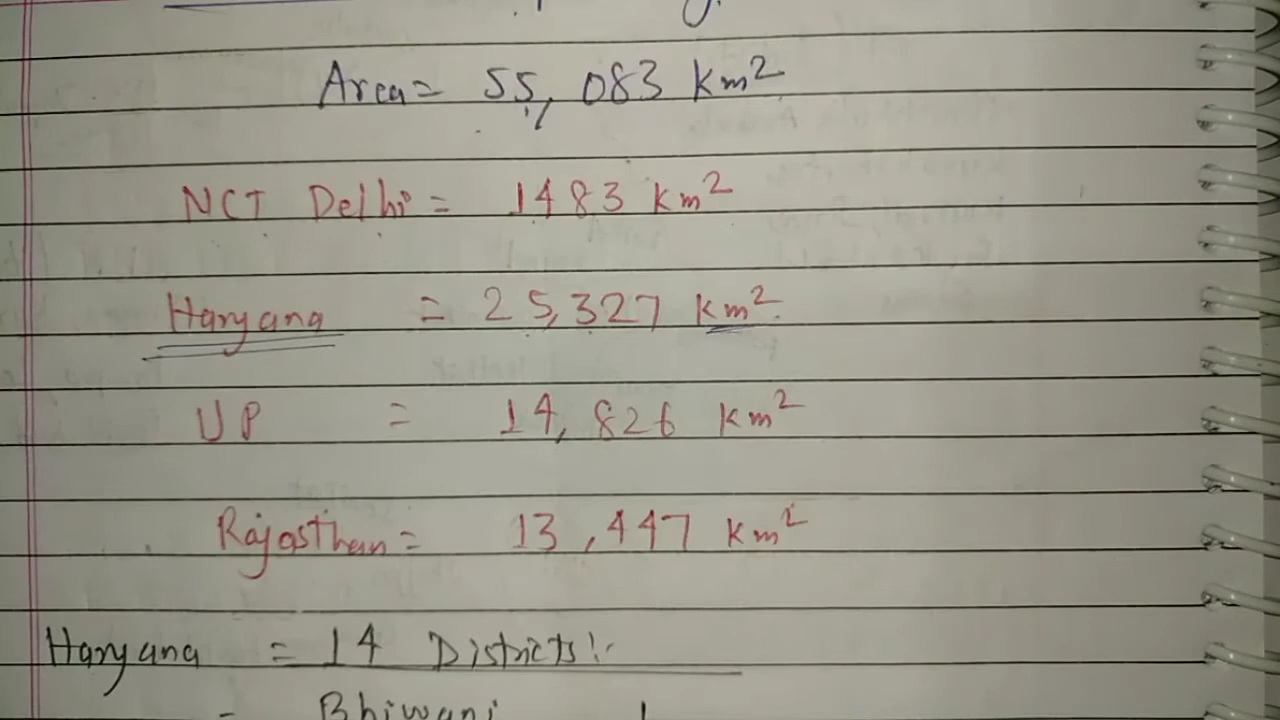 Area= 55,083 Km²
NCT Delhi = 1483 Km²
Haryana = 25,327 Km²
UP = 14,826 Km²
Rajasthan = 13,447 Km²
Haryana = 14 Districts:-
= Bhiwani